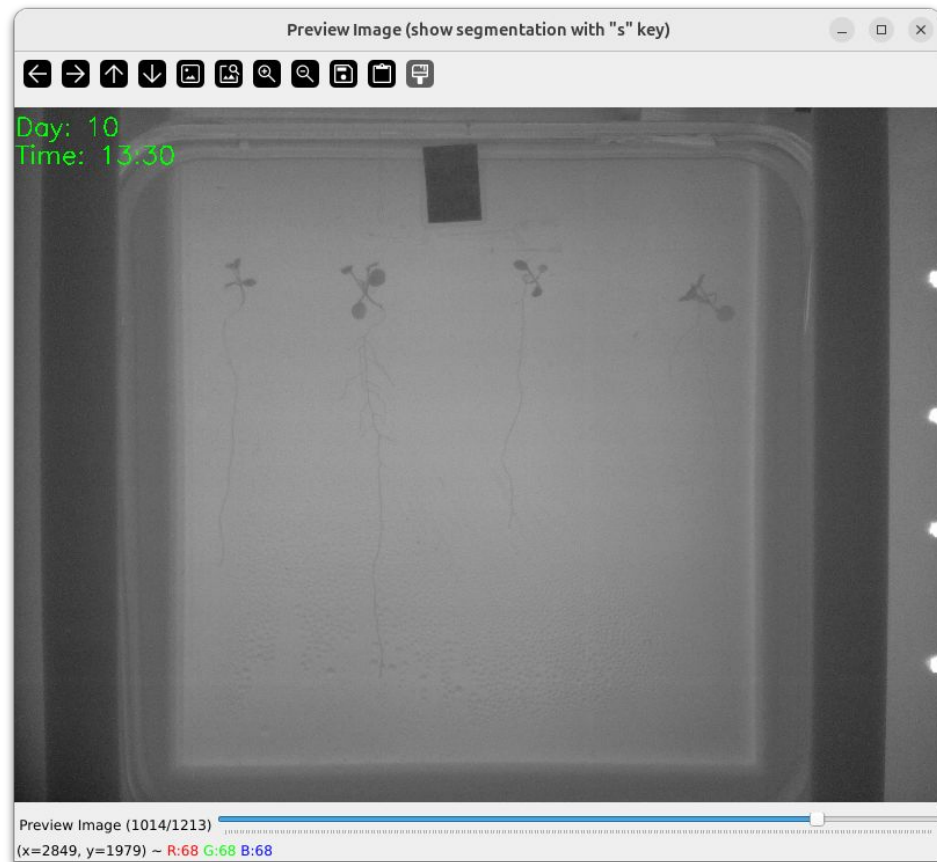 Preview Image (show segmentation with "s" key)
Day: 10
Time: 13:30
Preview Image (1014/1213)
(x=2849, y=1979) ~ R:68 G:68 B:68